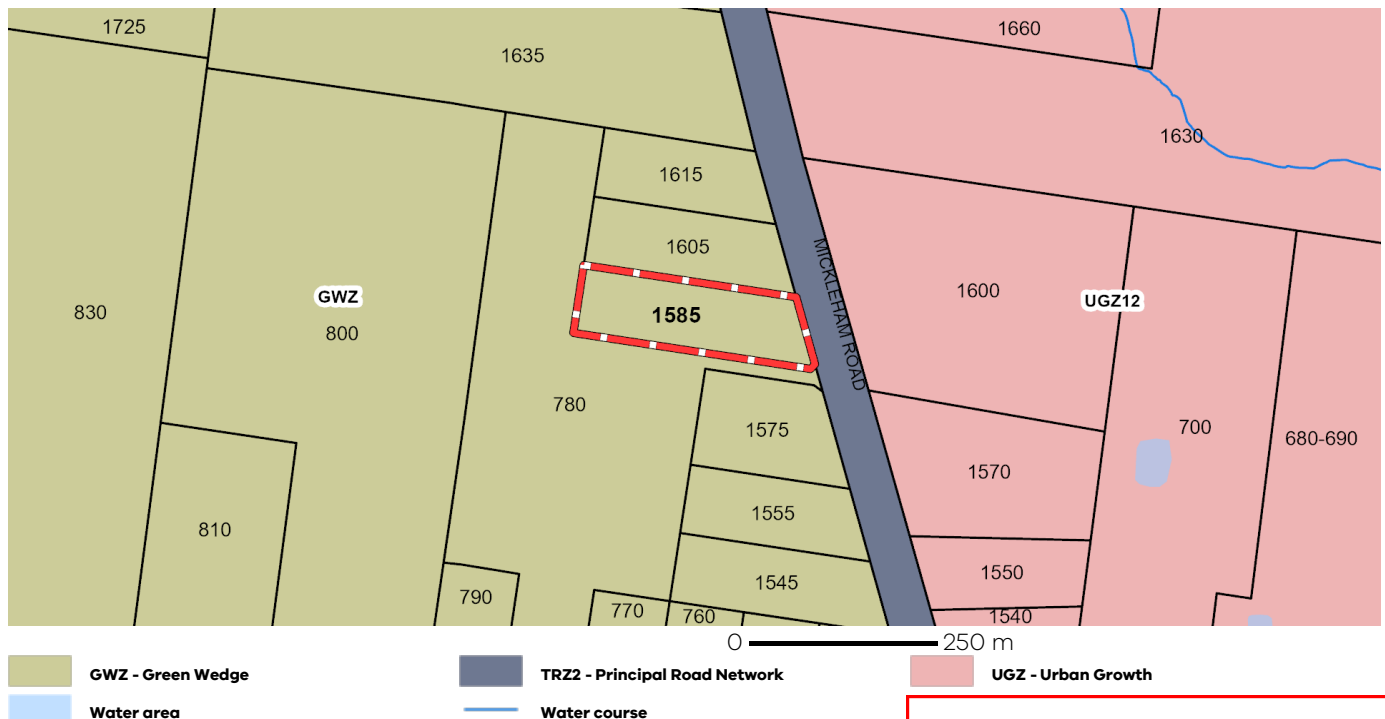 1725
1635
1660
1630
1615
1605
MICKLEHAM ROAD
GWZ
830
800
1585
1600
UGZ12
780
1575
700
680-690
1570
1555
810
1550
1545
790
770
760
1540
0 250 m
GWZ - Green Wedge
TRZ2 - Principal Road Network
UGZ - Urban Growth
Water area
Water course